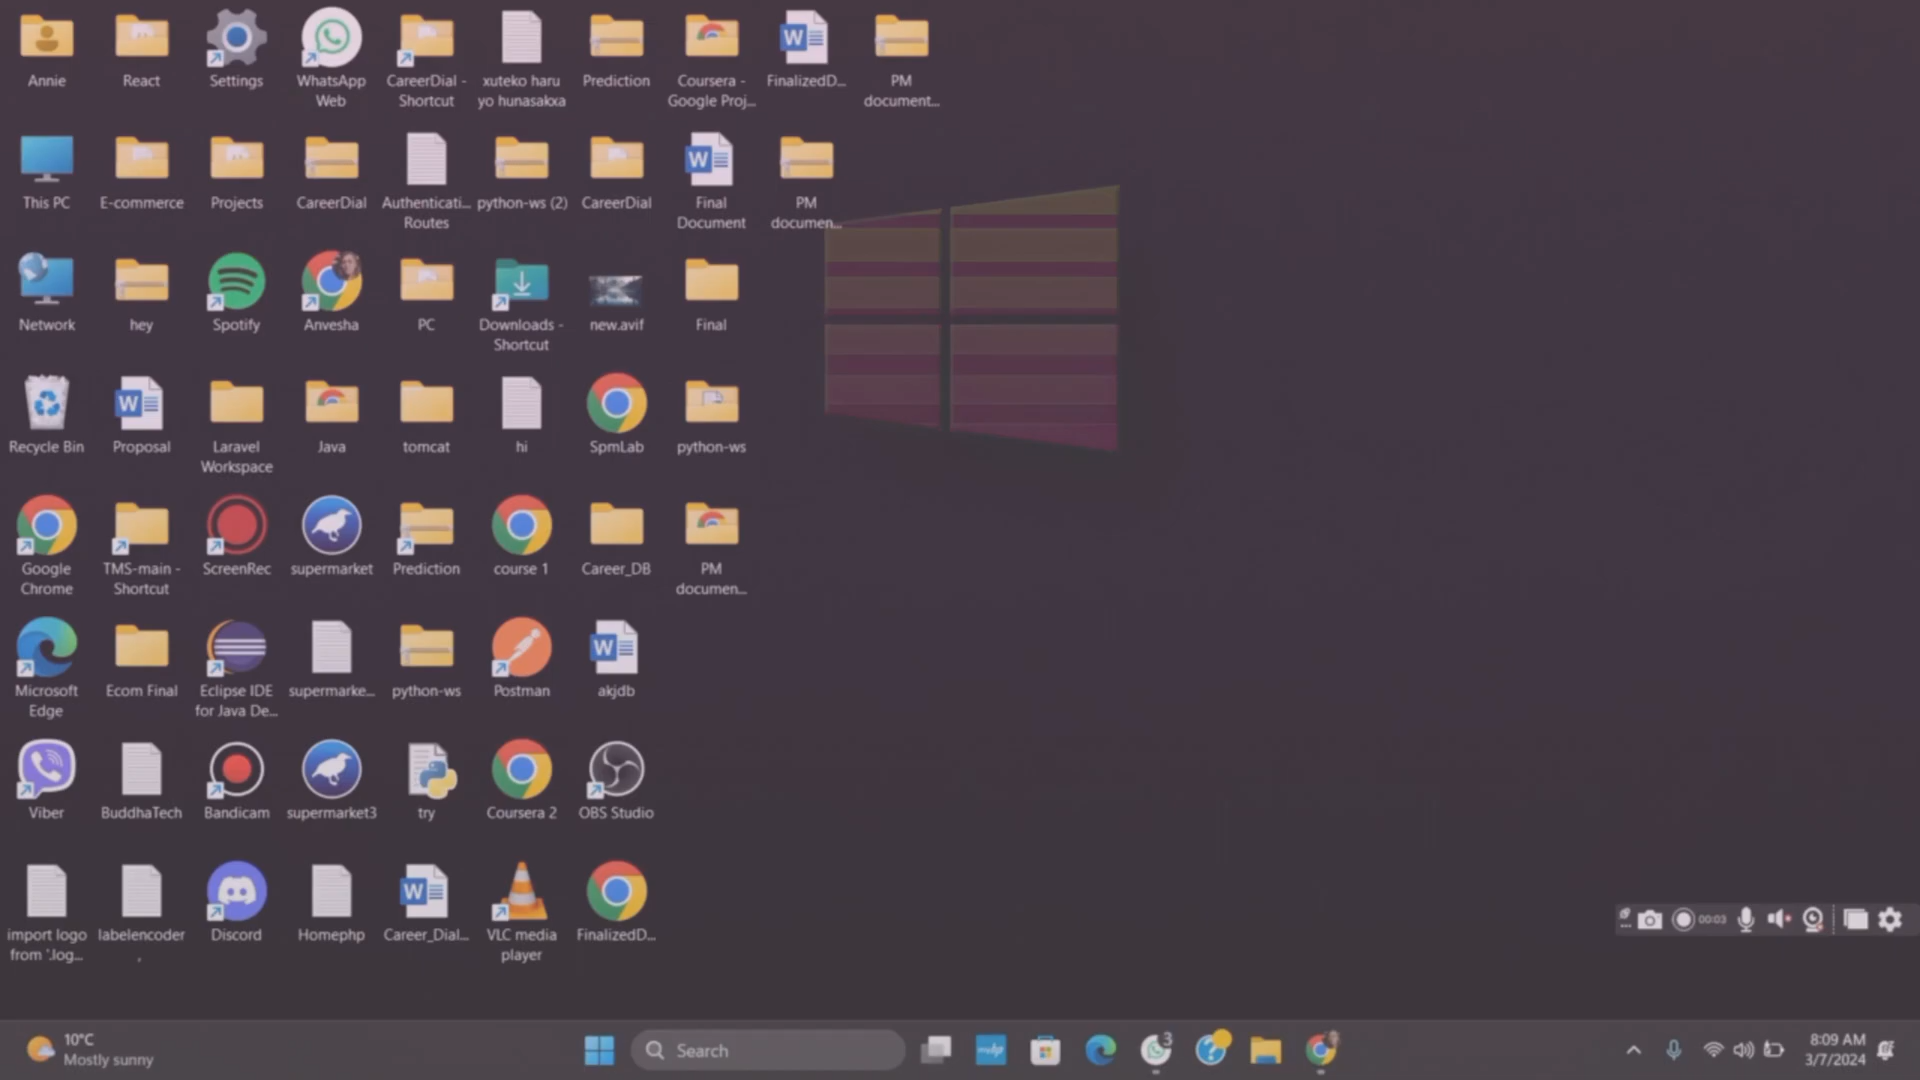 Annie
React
Settings
WhatsApp
Web
CareerDial -
Shortcut
xuteko haru
yo hunasakxa
Prediction
Coursera -
Google Proj...
FinalizedD...
PM
document...
This PC
E-commerce
Projects
CareerDial
Authenticati...
Routes
python-ws (2)
CareerDial
Final
Document
PM
documen...
Network
hey
Spotify
Anvesha
PC
Downloads -
Shortcut
new.avif
Final
Recycle Bin
Proposal
Laravel
Workspace
Java
tomcat
hi
SpmLab
python-ws
Google
Chrome
TMS-main -
Shortcut
ScreenRec
supermarket
Prediction
course 1
Career_DB
PM
documen...
Microsoft
Edge
Ecom Final
Eclipse IDE
for Java De...
supermarke...
python-ws
Postman
akjdb
Viber
BuddhaTech
Bandicam
supermarket3
try
Coursera 2
OBS Studio
import logo
from '.log...
labelencoder
,
Discord
Homephp
Career_Dial...
VLC media
player
FinalizedD...
00:03
10°C
Mostly sunny
Search
3
8:09 AM
3/7/2024